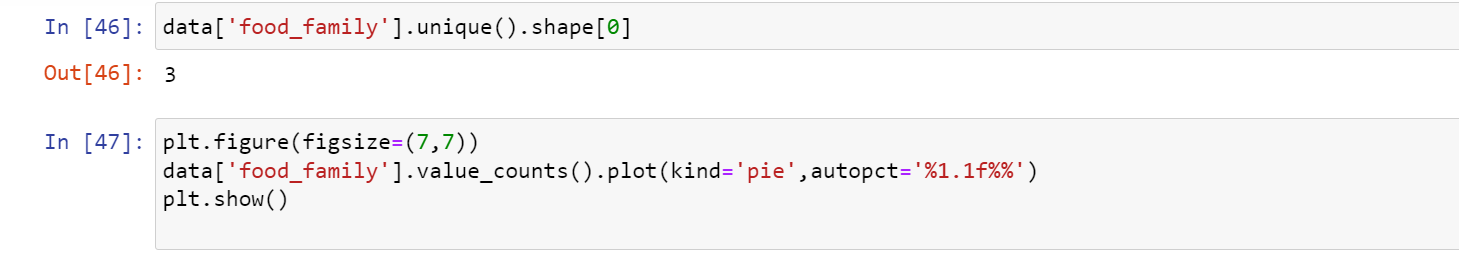 In [46]: data['food_family'].unique().shape[0]
Out[46]: 3
In [47]: plt.figure(figsize=(7,7))
data['food_family'].value_counts().plot(kind='pie',autopct='%1.1f%%')
plt.show()